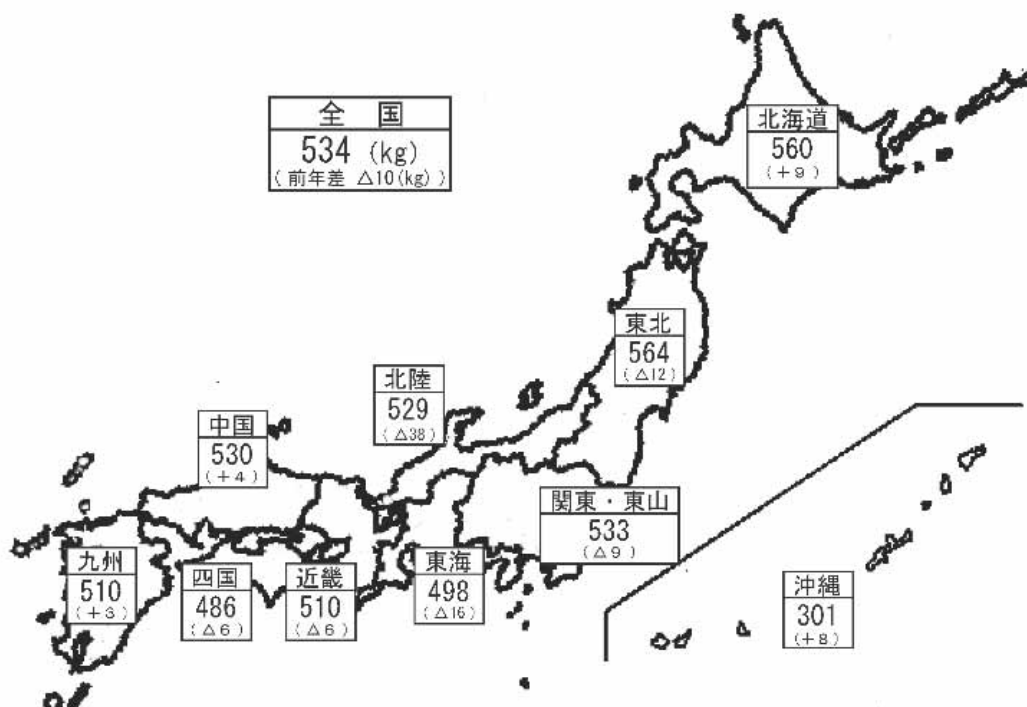 全 国
534 (kg)
( 前年差 △10(kg) )
北海道
560
(+9)
東北
564
(△12)
北陸
529
(△38)
中国
530
(+4)
関東・東山
533
(△9)
九州
510
(+3)
四国
486
(△6)
近畿
510
(△6)
東海
498
(△16)
沖縄
301
(+8)